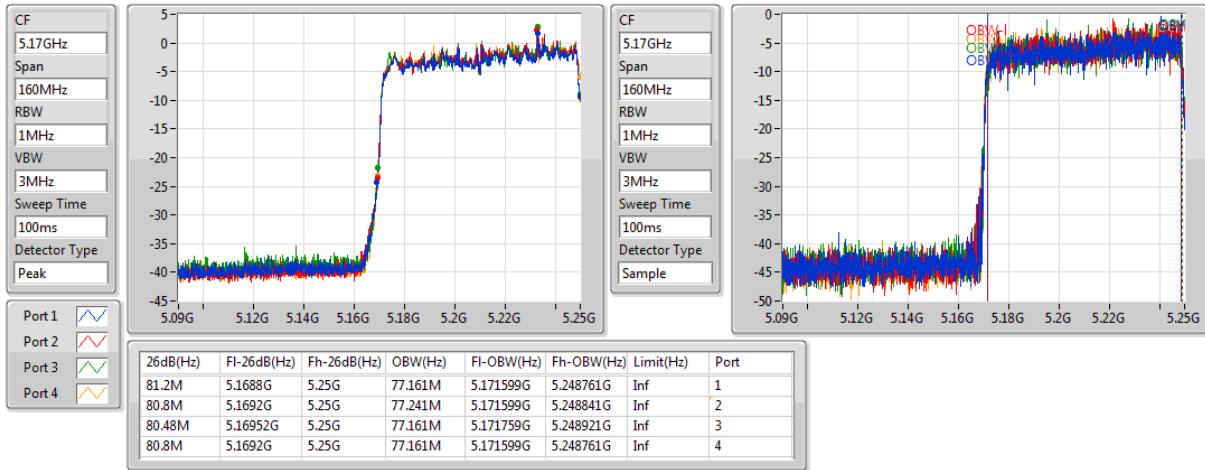 CF
5.17GHz
Span
160MHz
RBW
1MHz
VBW
3MHz
Sweep Time
100ms
Detector Type
Peak
5
0
-5
-10
-15
-20
-25
-30
-35
-40
-45
5.09G 5.12G 5.14G 5.16G 5.18G 5.2G 5.22G 5.25G
CF
5.17GHz
Span
160MHz
RBW
1MHz
VBW
3MHz
Sweep Time
100ms
Detector Type
Sample
0
-5
-10
-15
-20
-25
-30
-35
-40
-45
-50
OBW
OBW
5.09G 5.12G 5.14G 5.16G 5.18G 5.2G 5.22G 5.25G
Port 1
Port 2
Port 3
Port 4
26dB(Hz) Fl-26dB(Hz) Fh-26dB(Hz) OBW(Hz) Fl-OBW(Hz) Fh-OBW(Hz) Limit(Hz) Port
81.2M 5.1688G 5.25G 77.161M 5.171599G 5.248761G Inf 1
80.8M 5.1692G 5.25G 77.241M 5.171599G 5.248841G Inf 2
80.48M 5.16952G 5.25G 77.161M 5.171759G 5.248921G Inf 3
80.8M 5.1692G 5.25G 77.161M 5.171599G 5.248761G Inf 4